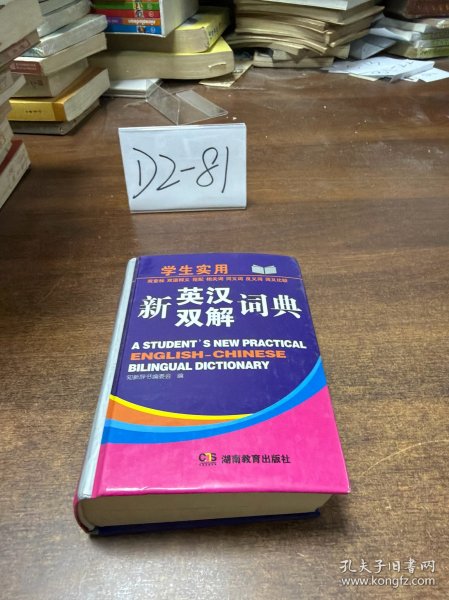 D2-81
学生实用
新英汉双解词典
A STUDENT'S NEW PRACTICAL
ENGLISH-CHINESE
BILINGUAL DICTIONARY
湖南教育出版社
孔夫子旧书网
www.kongfz.com